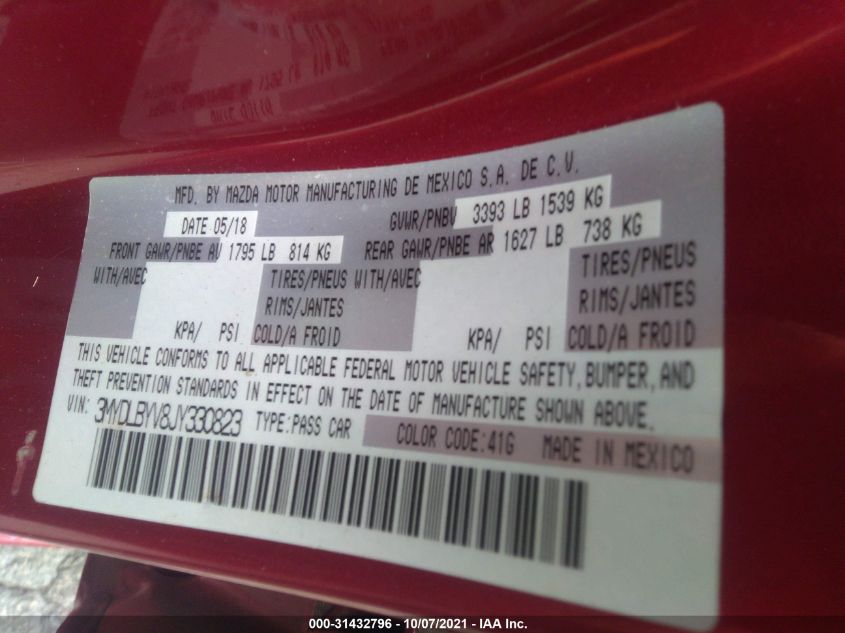 MFD. BY MAZDA MOTOR MANUFACTURING DE MEXICO S.A. DE C.V.
DATE 05/18 GVWR/PNBV 3393 LB 1539 KG
FRONT GAWR/PNBE AV 1795 LB 814 KG REAR GAWR/PNBE AR 1627 LB 738 KG
WITH/AVEC TIRES/PNEUS WITH/AVEC TIRES/PNEUS
RIMS/JANTES RIMS/JANTES
KPA/ PSI COLD/A FROID KPA/ PSI COLD/A FROID
THIS VEHICLE CONFORMS TO ALL APPLICABLE FEDERAL MOTOR VEHICLE SAFETY, BUMPER, AND
THEFT PREVENTION STANDARDS IN EFFECT ON THE DATE OF MANUFACTURE SHOWN ABOVE.
VIN: 3MYDLBYV8JY330823 TYPE:PASS CAR COLOR CODE:41G MADE IN MEXICO
000-31432796 - 10/07/2021 - IAA Inc.